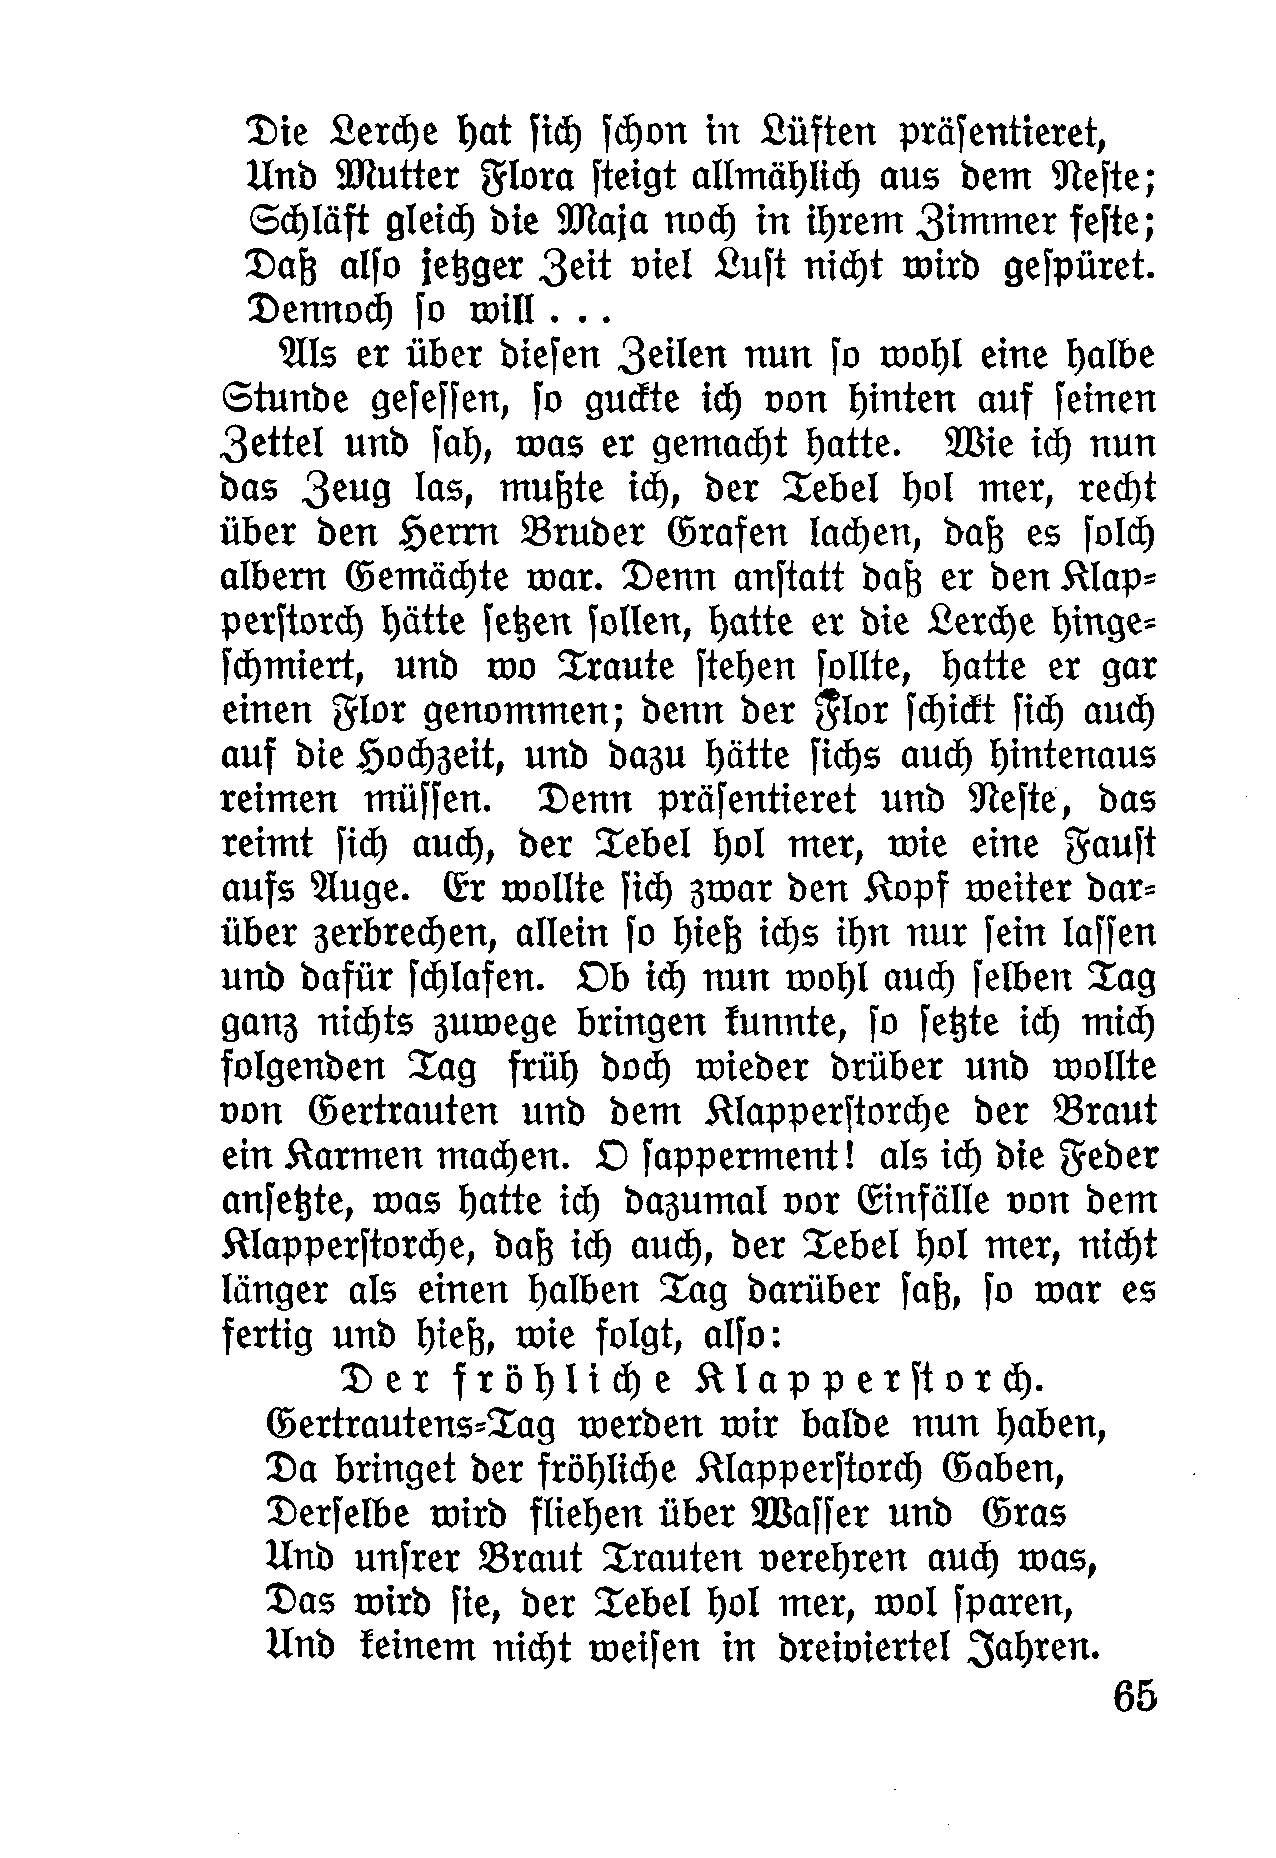 Die Lerche hat ſich ſchon in Lüften präſentieret,
Und Mutter Flora ſteigt allmählich aus dem Neſte;
Schläft gleich die Maja noch in ihrem Zimmer feſte;
Daß alſo jetzger Zeit viel Luſt nicht wird geſpüret.
Dennoch ſo will . . .
Als er über dieſen Zeilen nun ſo wohl eine halbe
Stunde geſeſſen, ſo guckte ich von hinten auf ſeinen
Zettel und ſah, was er gemacht hatte. Wie ich nun
das Zeug las, mußte ich, der Tebel hol mer, recht
über den Herrn Bruder Grafen lachen, daß es ſolch
albern Gemächte war. Denn anſtatt daß er den Klap⸗
perſtorch hätte ſetzen ſollen, hatte er die Lerche hinge⸗
ſchmiert, und wo Traute ſtehen ſollte, hatte er gar
einen Flor genommen; denn der Flor ſchickt ſich auch
auf die Hochzeit, und dazu hätte ſichs auch hintenaus
reimen müſſen. Denn präſentieret und Neſte, das
reimt ſich auch, der Tebel hol mer, wie eine Fauſt
aufs Auge. Er wollte ſich zwar den Kopf weiter dar⸗
über zerbrechen, allein ſo hieß ichs ihn nur ſein laſſen
und dafür ſchlafen. Ob ich nun wohl auch ſelben Tag
ganz nichts zuwege bringen kunnte, ſo ſetzte ich mich
folgenden Tag früh doch wieder drüber und wollte
von Gertrauten und dem Klapperſtorche der Braut
ein Karmen machen. O ſapperment! als ich die Feder
anſetzte, was hatte ich dazumal vor Einfälle von dem
Klapperſtorche, daß ich auch, der Tebel hol mer, nicht
länger als einen halben Tag darüber ſaß, ſo war es
fertig und hieß, wie folgt, alſo:
Der fröhliche Klapperſtorch.
Gertrautens⸗Tag werden wir balde nun haben,
Da bringet der fröhliche Klapperſtorch Gaben,
Derſelbe wird fliehen über Waſſer und Gras
Und unſrer Braut Trauten verehren auch was,
Das wird ſie, der Tebel hol mer, wol ſparen,
Und keinem nicht weiſen in dreiviertel Jahren.
65